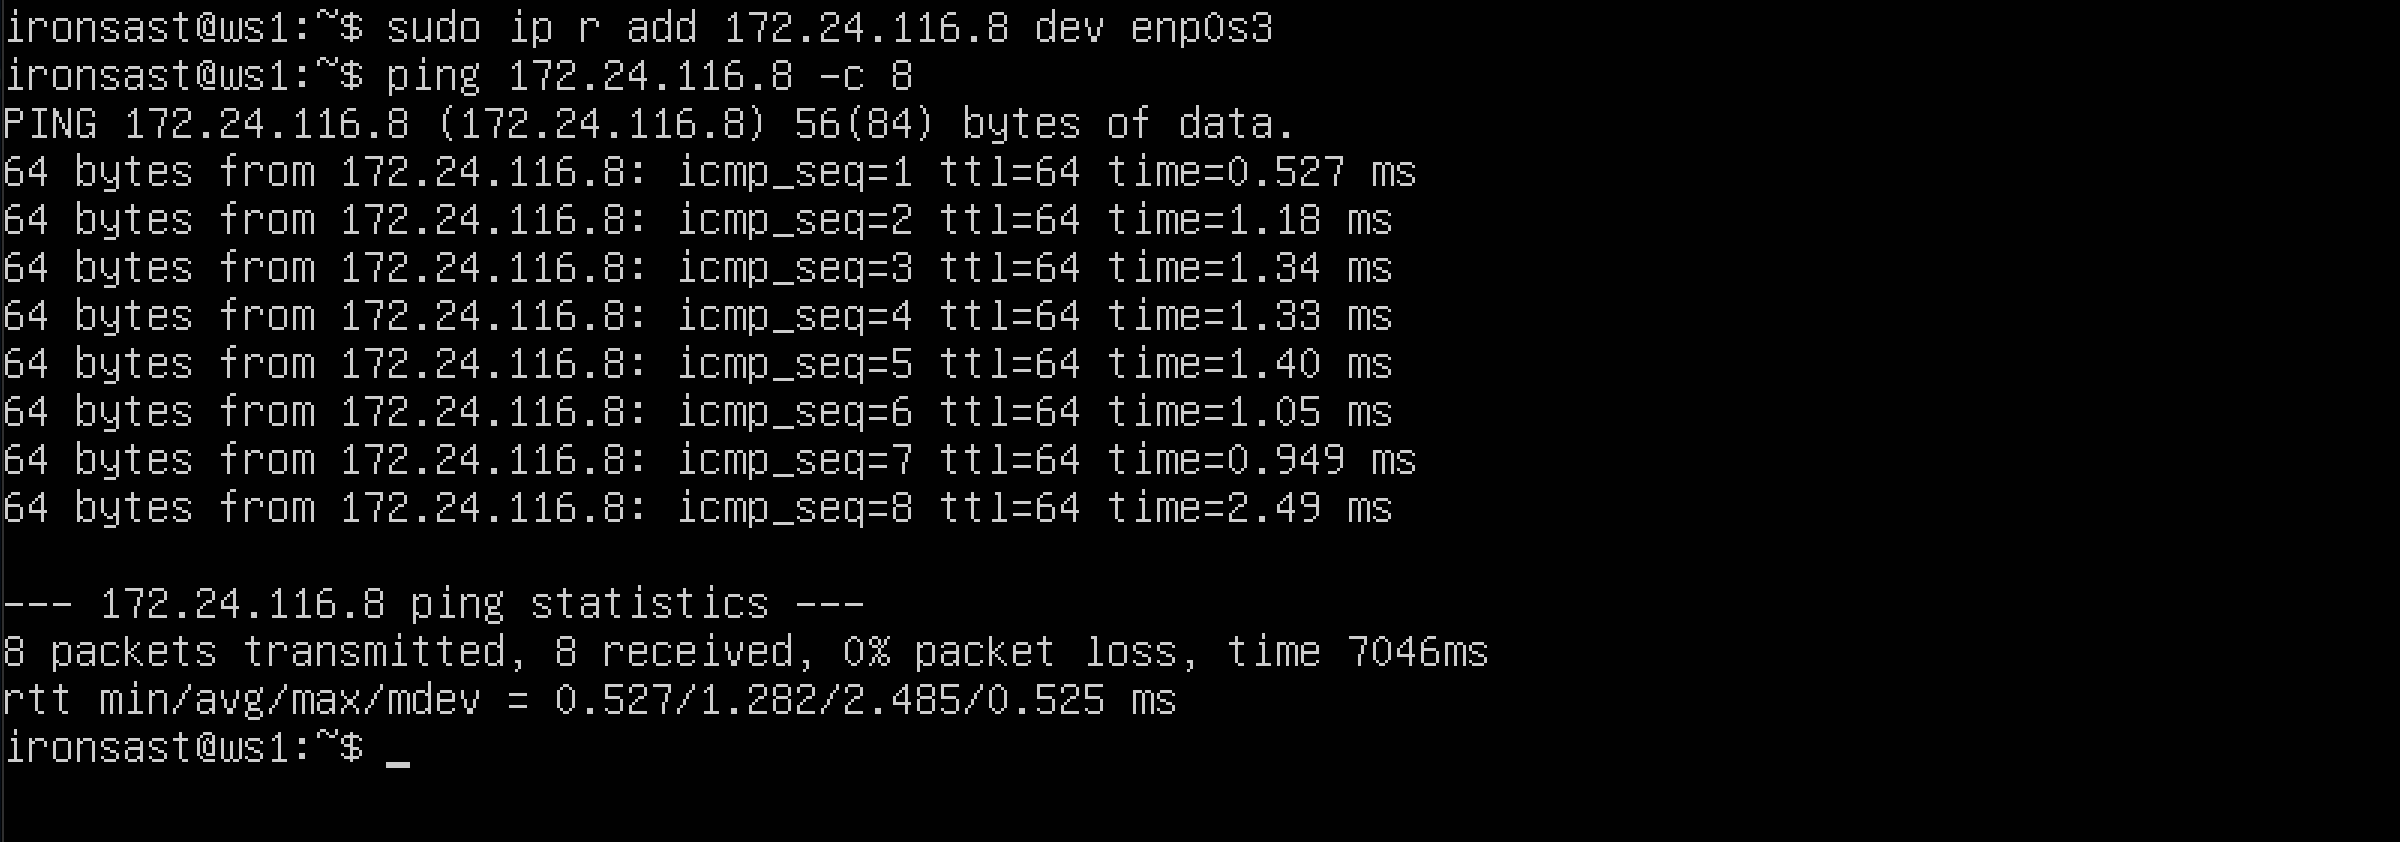 ironsast@ws1:~$ sudo ip r add 172.24.116.8 dev enp0s3
ironsast@ws1:~$ ping 172.24.116.8 -c 8
PING 172.24.116.8 (172.24.116.8) 56(84) bytes of data.
64 bytes from 172.24.116.8: icmp_seq=1 ttl=64 time=0.527 ms
64 bytes from 172.24.116.8: icmp_seq=2 ttl=64 time=1.18 ms
64 bytes from 172.24.116.8: icmp_seq=3 ttl=64 time=1.34 ms
64 bytes from 172.24.116.8: icmp_seq=4 ttl=64 time=1.33 ms
64 bytes from 172.24.116.8: icmp_seq=5 ttl=64 time=1.40 ms
64 bytes from 172.24.116.8: icmp_seq=6 ttl=64 time=1.05 ms
64 bytes from 172.24.116.8: icmp_seq=7 ttl=64 time=0.949 ms
64 bytes from 172.24.116.8: icmp_seq=8 ttl=64 time=2.49 ms

--- 172.24.116.8 ping statistics ---
8 packets transmitted, 8 received, 0% packet loss, time 7046ms
rtt min/avg/max/mdev = 0.527/1.282/2.485/0.525 ms
ironsast@ws1:~$ _